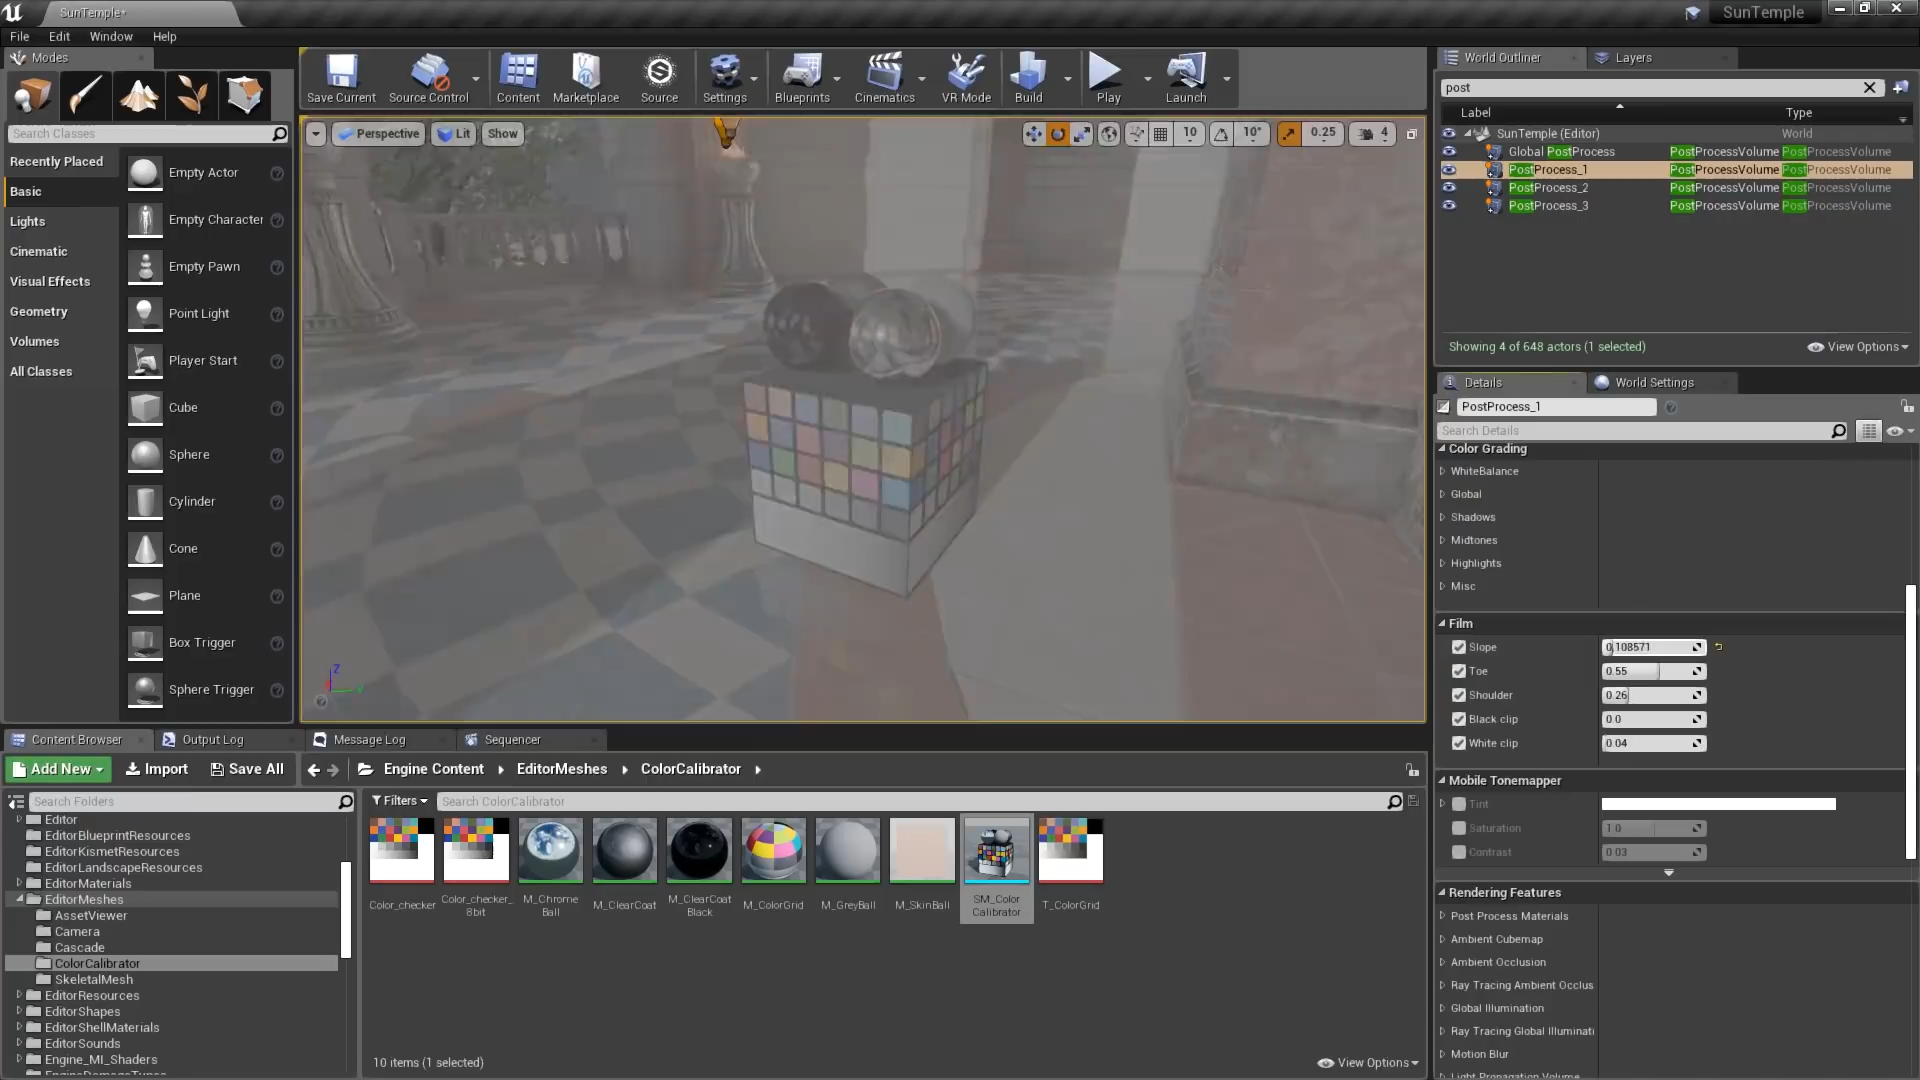 SunTemple*
SunTemple
File Edit Window Help
Modes
Search Classes
Recently Placed
Basic
Lights
Cinematic
Visual Effects
Geometry
Volumes
All Classes
Empty Actor
Empty Character
Empty Pawn
Point Light
Player Start
Cube
Sphere
Cylinder
Cone
Plane
Box Trigger
Sphere Trigger
Save Current Source Control Content Marketplace Source Settings Blueprints Cinematics VR Mode Build Play Launch
Perspective Lit Show
10 10° 0.25 4
Z
Y
World Outliner Layers
post
Label Type
SunTemple (Editor) World
Global PostProcess PostProcessVolume PostProcessVolume
PostProcess_1 PostProcessVolume PostProcessVolume
PostProcess_2 PostProcessVolume PostProcessVolume
PostProcess_3 PostProcessVolume PostProcessVolume
Showing 4 of 648 actors (1 selected) View Options
Details World Settings
PostProcess_1
Search Details
Color Grading
WhiteBalance
Global
Shadows
Midtones
Highlights
Misc
Film
Slope 0.108571
Toe 0.55
Shoulder 0.26
Black clip 0.0
White clip 0.04
Mobile Tonemapper
Tint
Saturation 1.0
Contrast 0.03
Rendering Features
Post Process Materials
Ambient Cubemap
Ambient Occlusion
Ray Tracing Ambient Occlus
Global Illumination
Ray Tracing Global Illuminati
Motion Blur
Light Propagation Volume
Content Browser Output Log Message Log Sequencer
Add New Import Save All Engine Content EditorMeshes ColorCalibrator
Search Folders
Filters Search ColorCalibrator
Editor
EditorBlueprintResources
EditorKismetResources
EditorLandscapeResources
EditorMaterials
EditorMeshes
AssetViewer
Camera
Cascade
ColorCalibrator
SkeletalMesh
EditorResources
EditorShapes
EditorShellMaterials
EditorSounds
Engine_MI_Shaders
EngineDamageTypes
Color_checker
Color_checker_8bit
M_Chrome Ball
M_ClearCoat
M_ClearCoat Black
M_ColorGrid
M_GreyBall
M_SkinBall
SM_Color Calibrator
T_ColorGrid
10 items (1 selected) View Options